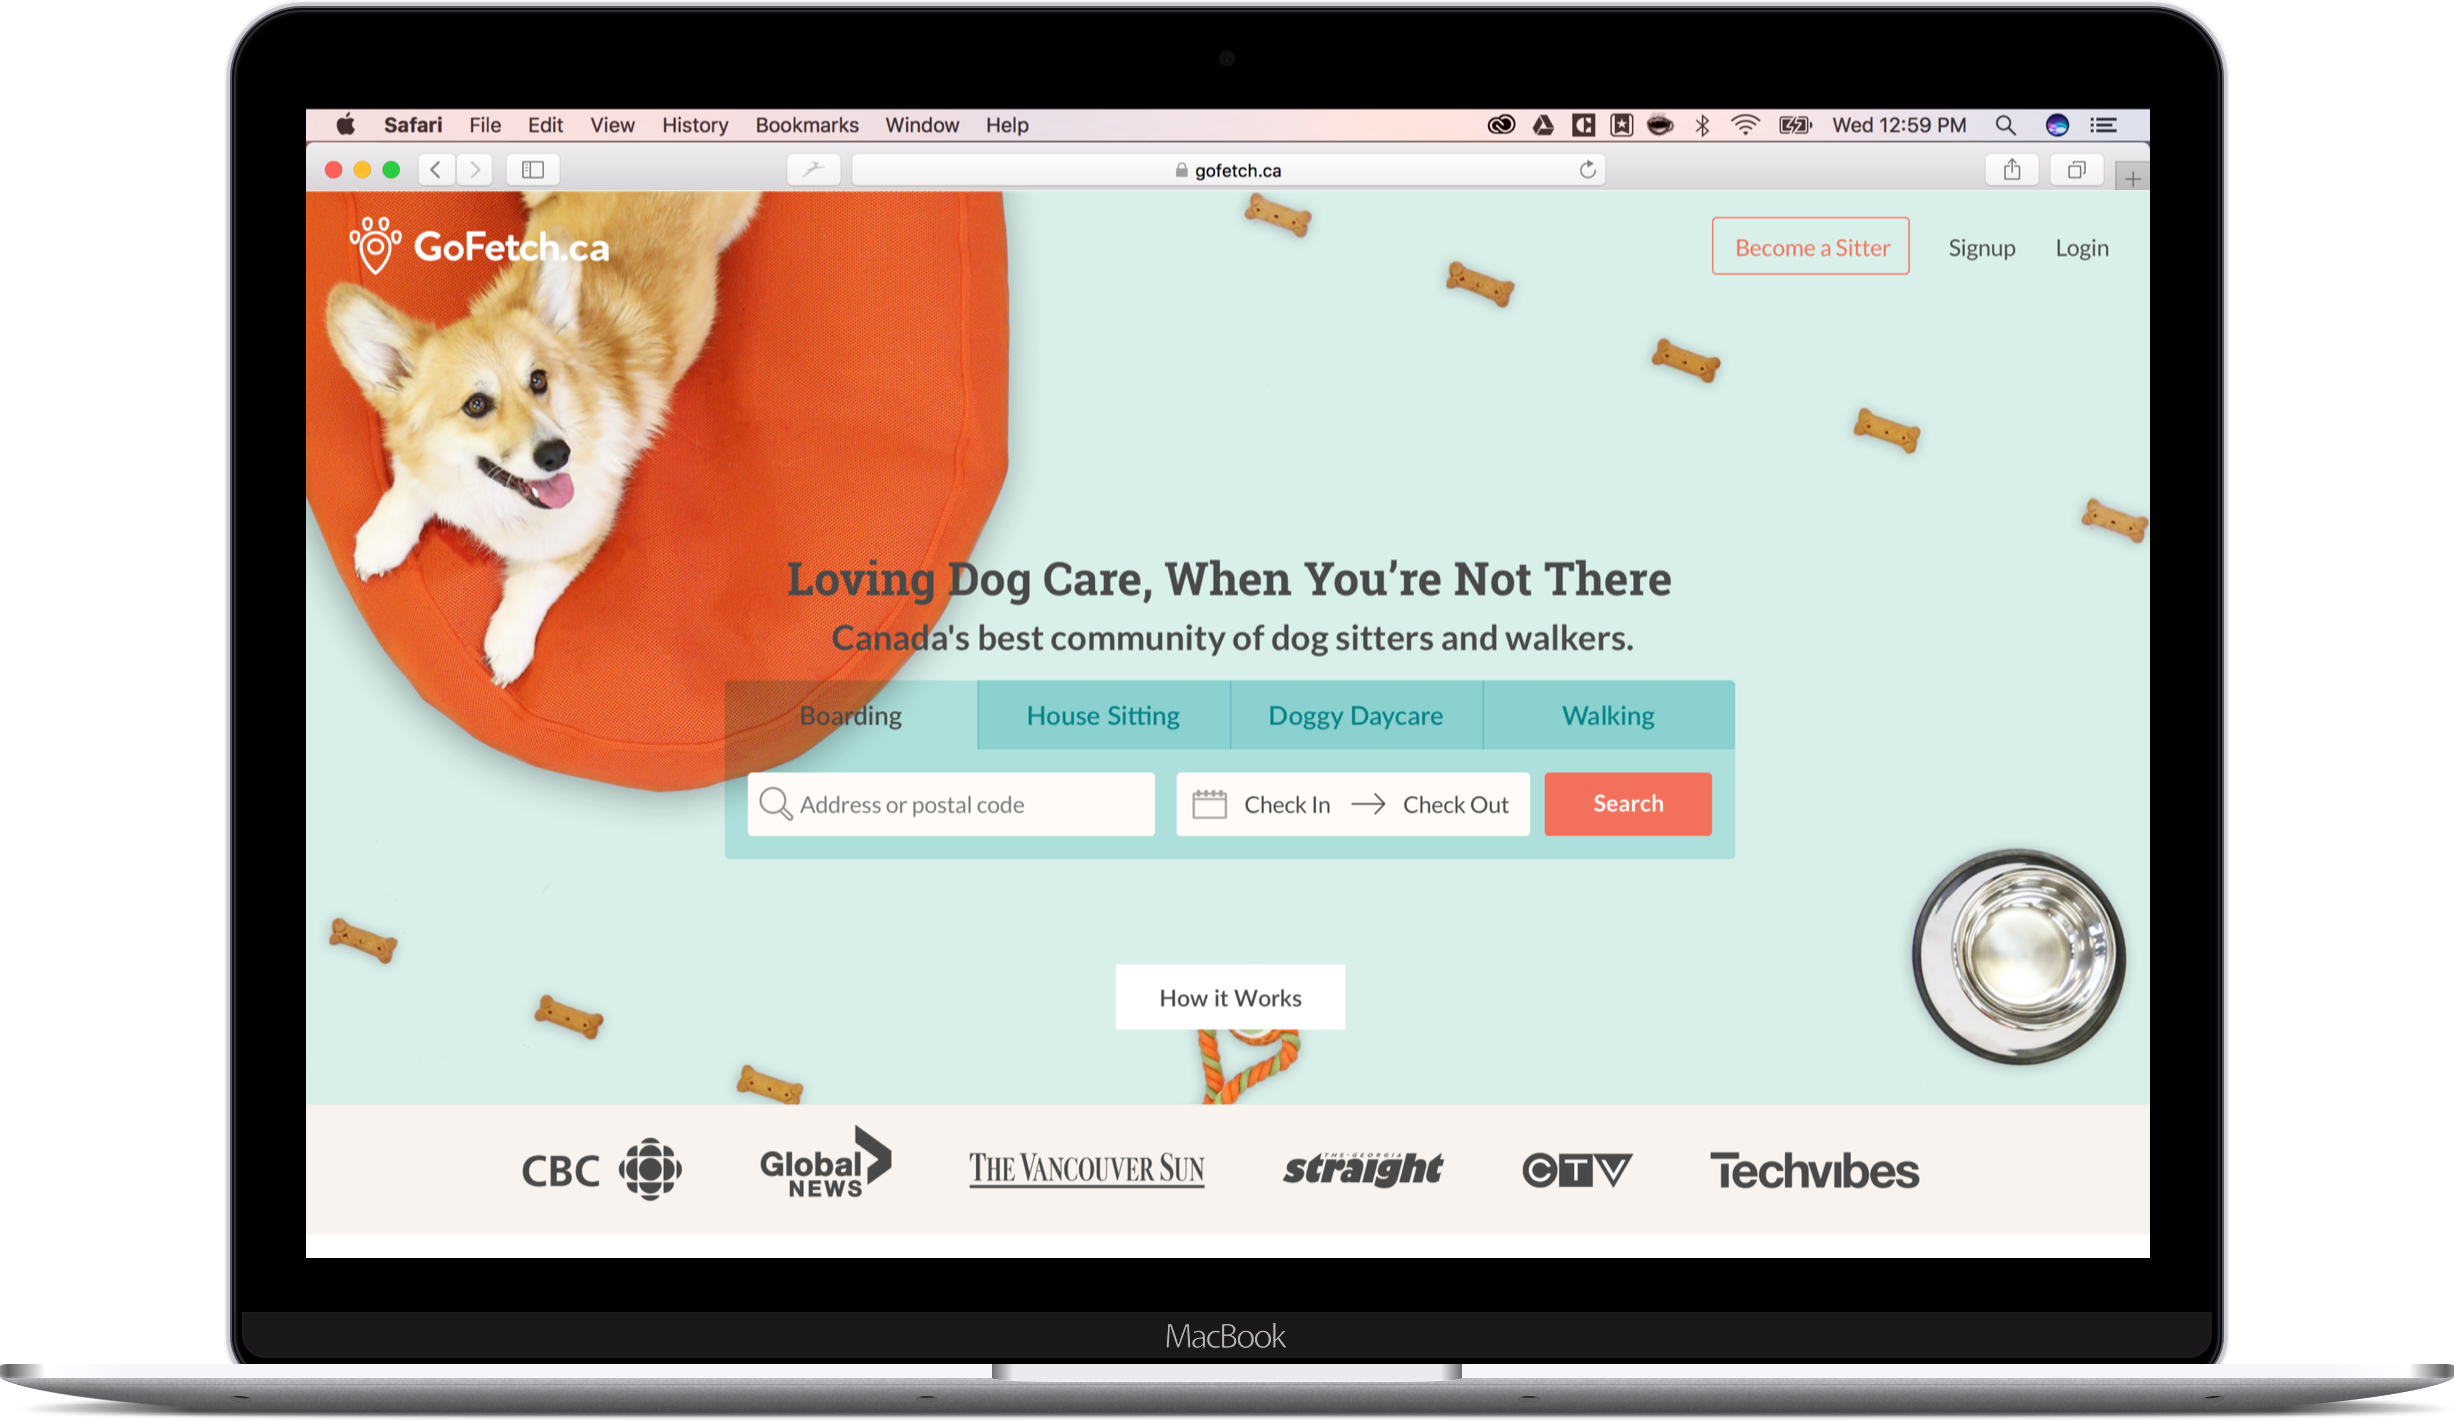 Safari File Edit View History Bookmarks Window Help Wed 12:59 PM
gofetch.ca
GoFetch.ca
Become a Sitter Signup Login
Loving Dog Care, When You’re Not There
Canada's best community of dog sitters and walkers.
Boarding House Sitting Doggy Daycare Walking
Address or postal code Check In → Check Out Search
How it Works
CBC
Global NEWS
THE VANCOUVER SUN
THE·GEORGIA straight
CTV
Techvibes
MacBook